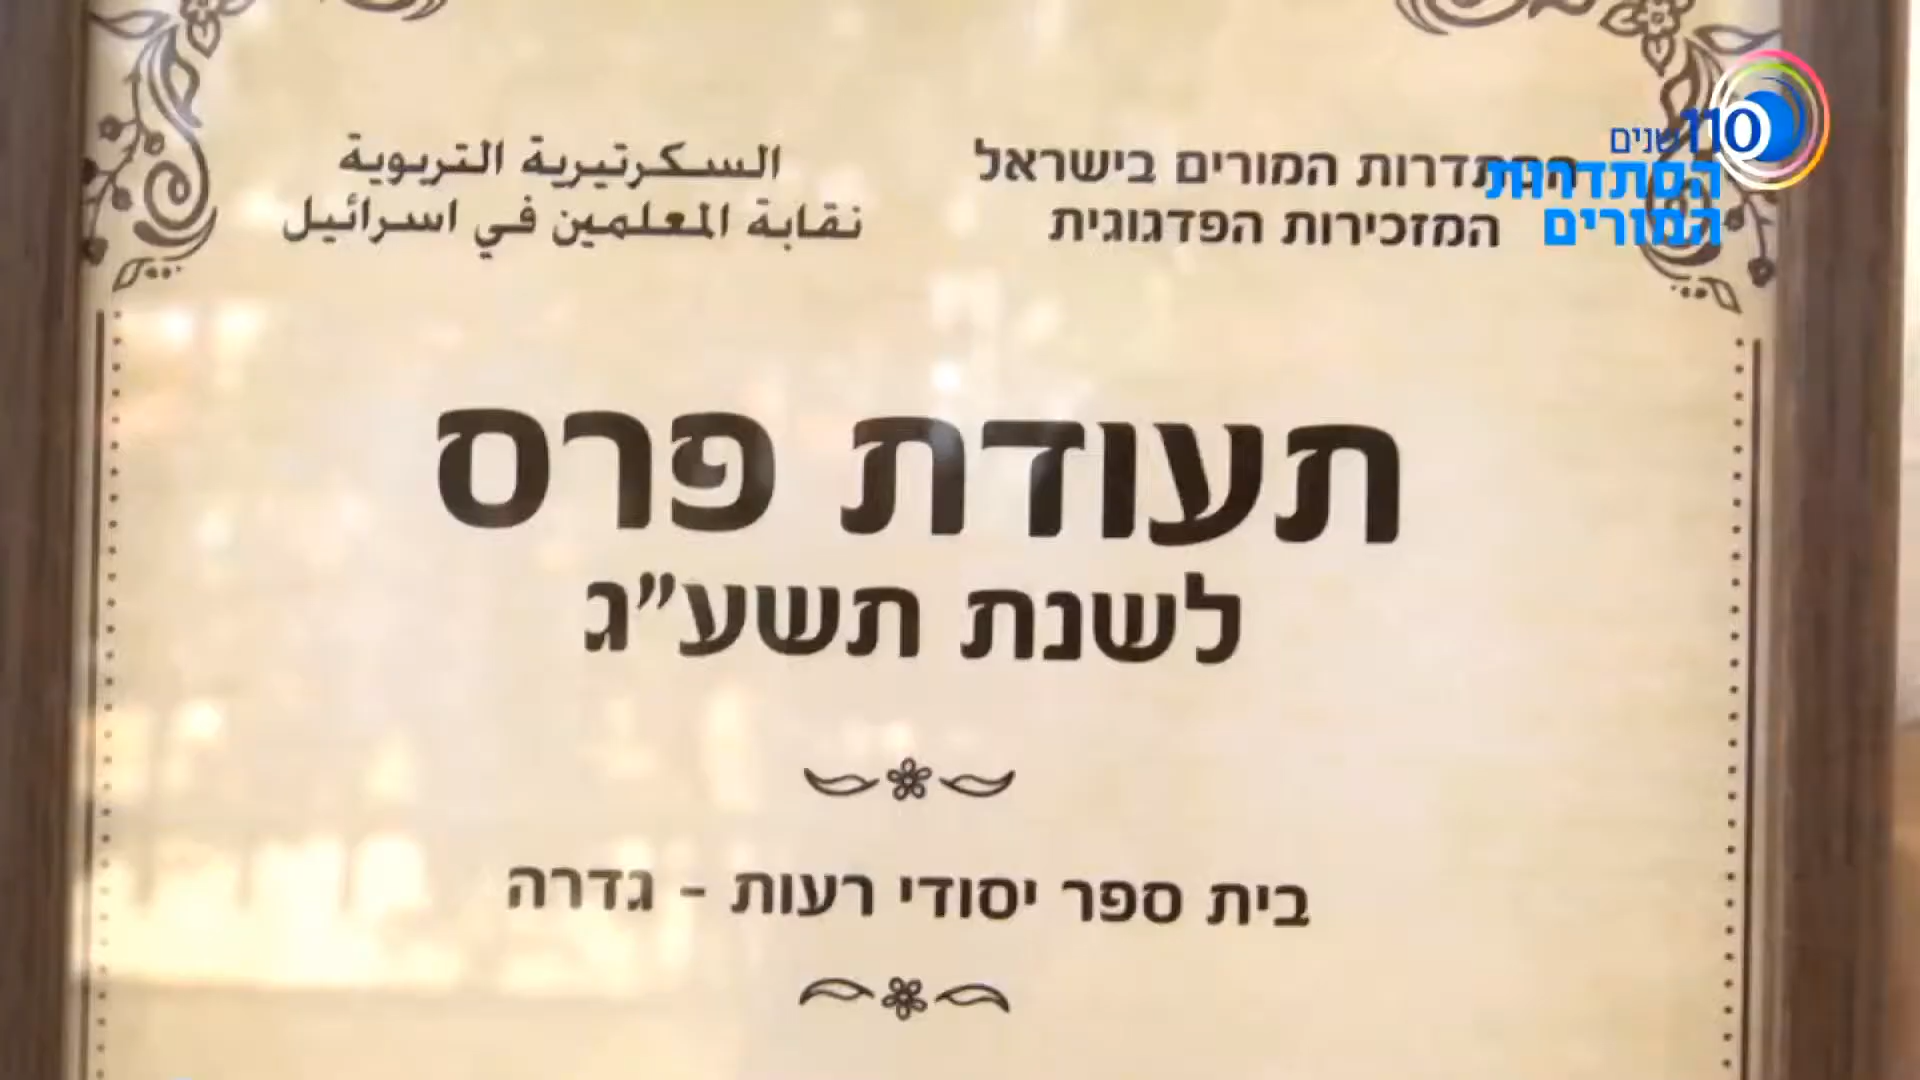 הסתדרות המורים בישראל
המזכירות הפדגוגית
السكرتيرية التربوية
نقابة المعلمين في اسرائيل
110 שנים
הסתדרות
המורים
תעודת פרס
לשנת תשע"ג
בית ספר יסודי רעות - גדרה